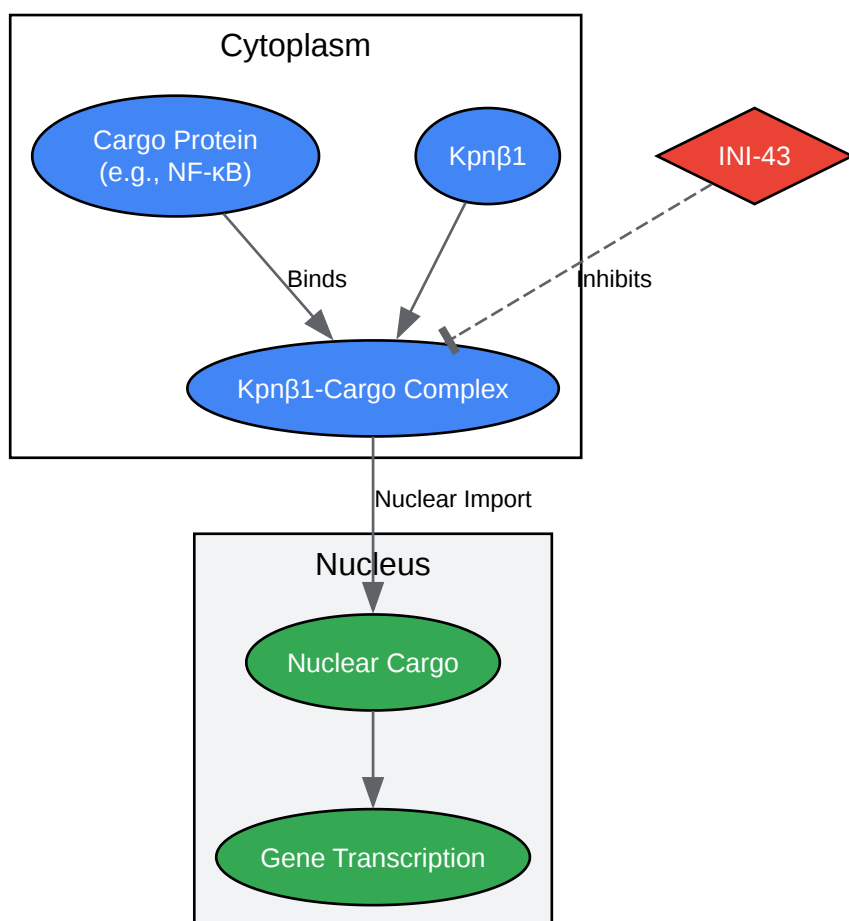 Cytoplasm
Cargo Protein
(e.g., NF-κB)
Kpnβ1
INI-43
Binds
Inhibits
Kpnβ1-Cargo Complex
Nuclear Import
Nucleus
Nuclear Cargo
Gene Transcription